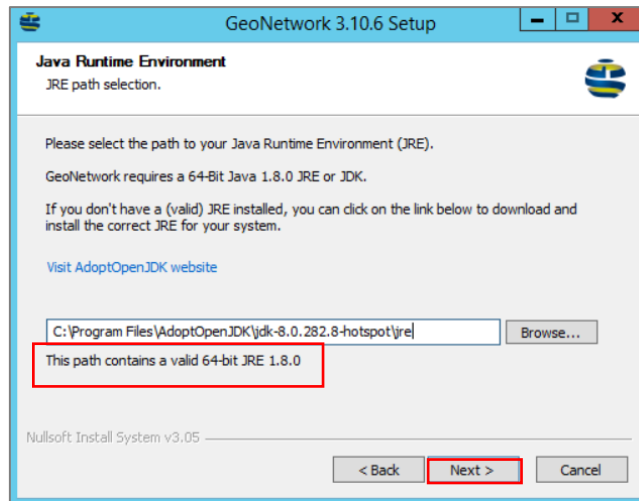 GeoNetwork 3.10.6 Setup
Java Runtime Environment
JRE path selection.
Please select the path to your Java Runtime Environment (JRE).
GeoNetwork requires a 64-Bit Java 1.8.0 JRE or JDK.
If you don't have a (valid) JRE installed, you can click on the link below to download and
install the correct JRE for your system.
Visit AdoptOpenJDK website
C:\Program Files\AdoptOpenJDK\jdk-8.0.282.8-hotspot\jre
Browse...
This path contains a valid 64-bit JRE 1.8.0
Nullsoft Install System v3.05
< Back
Next >
Cancel